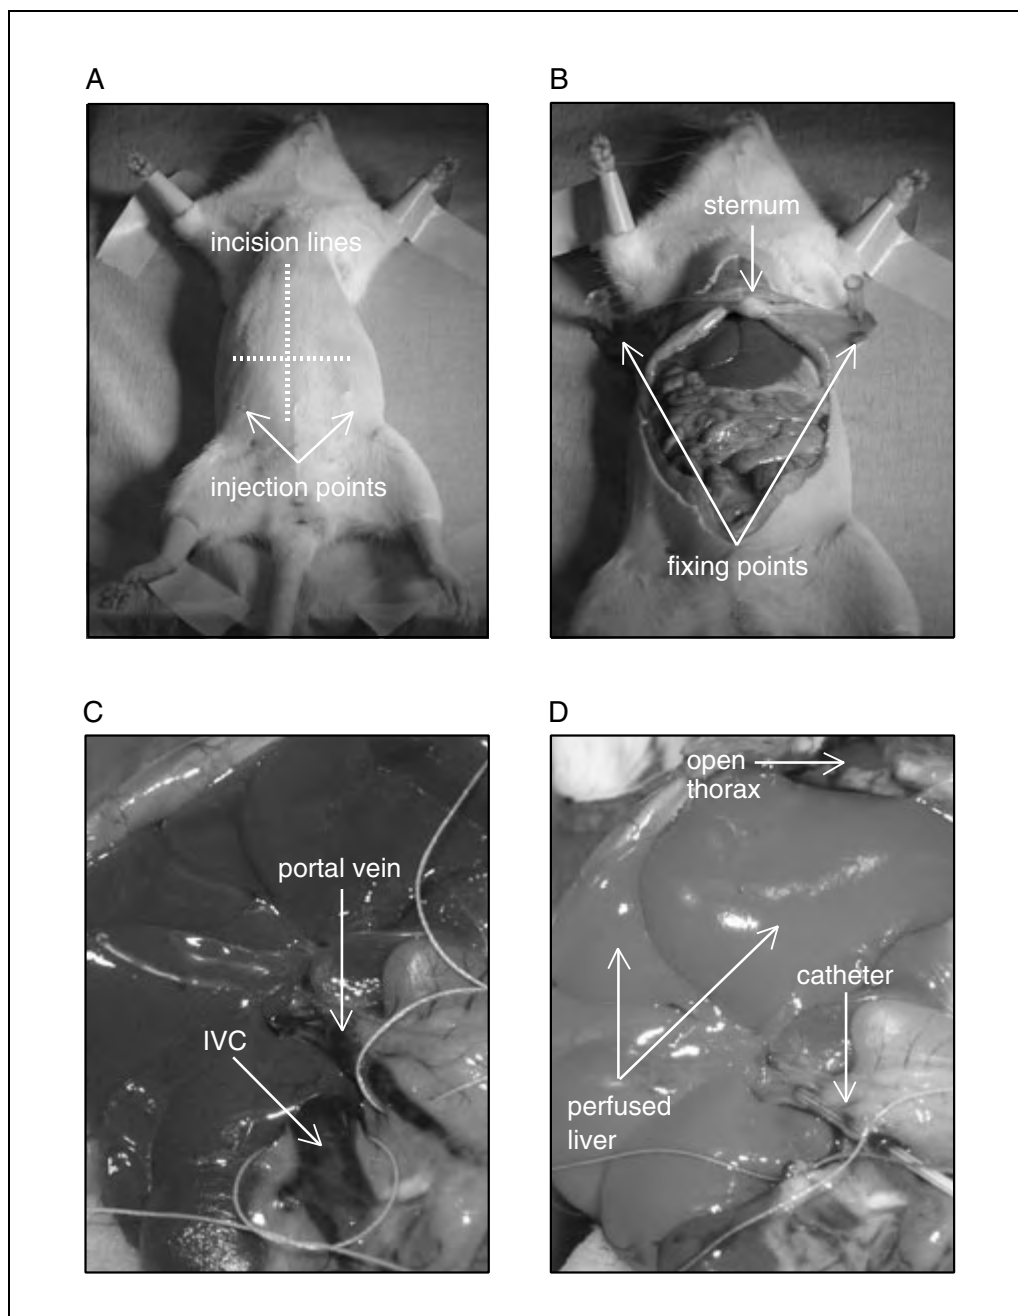 A
incision lines
injection points
B
sternum
fixing points
C
portal vein
IVC
D
open
thorax
catheter
perfused
liver